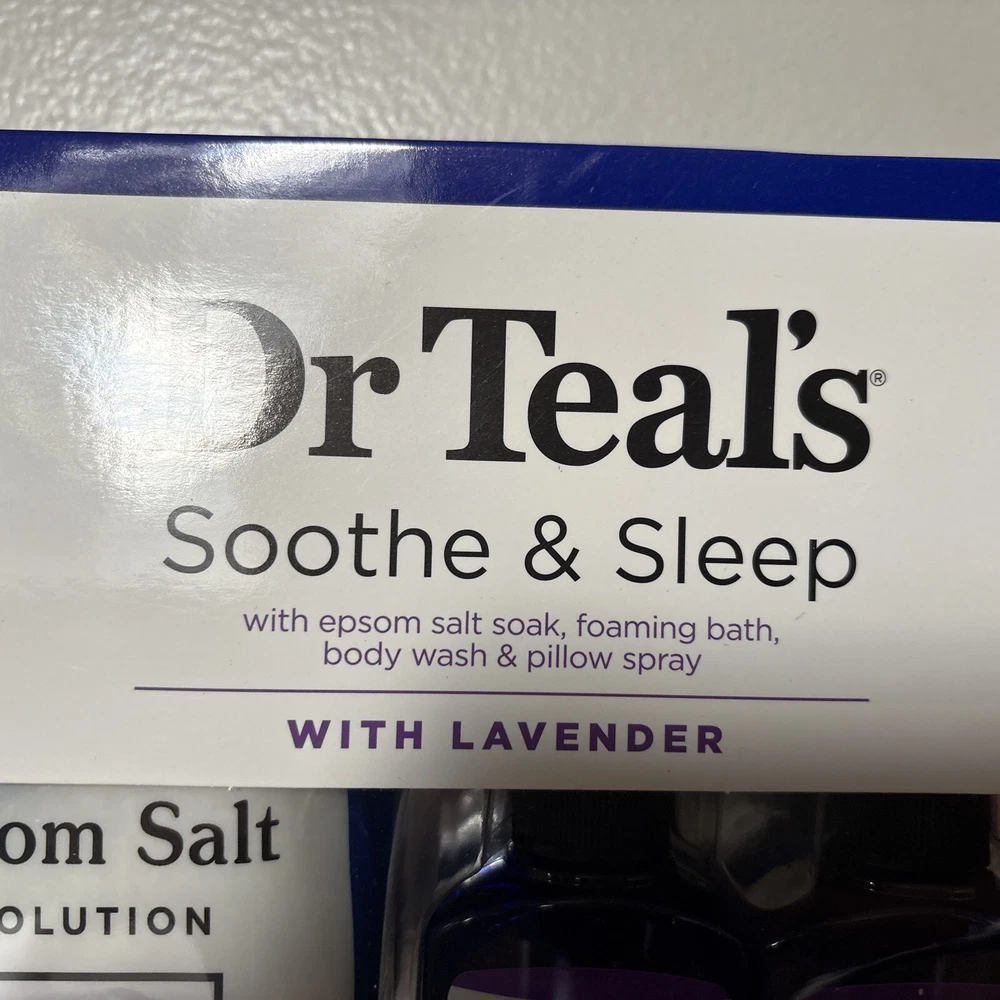 Dr Teal's®
Soothe & Sleep
with epsom salt soak, foaming bath,
body wash & pillow spray
WITH LAVENDER
om Salt
OLUTION